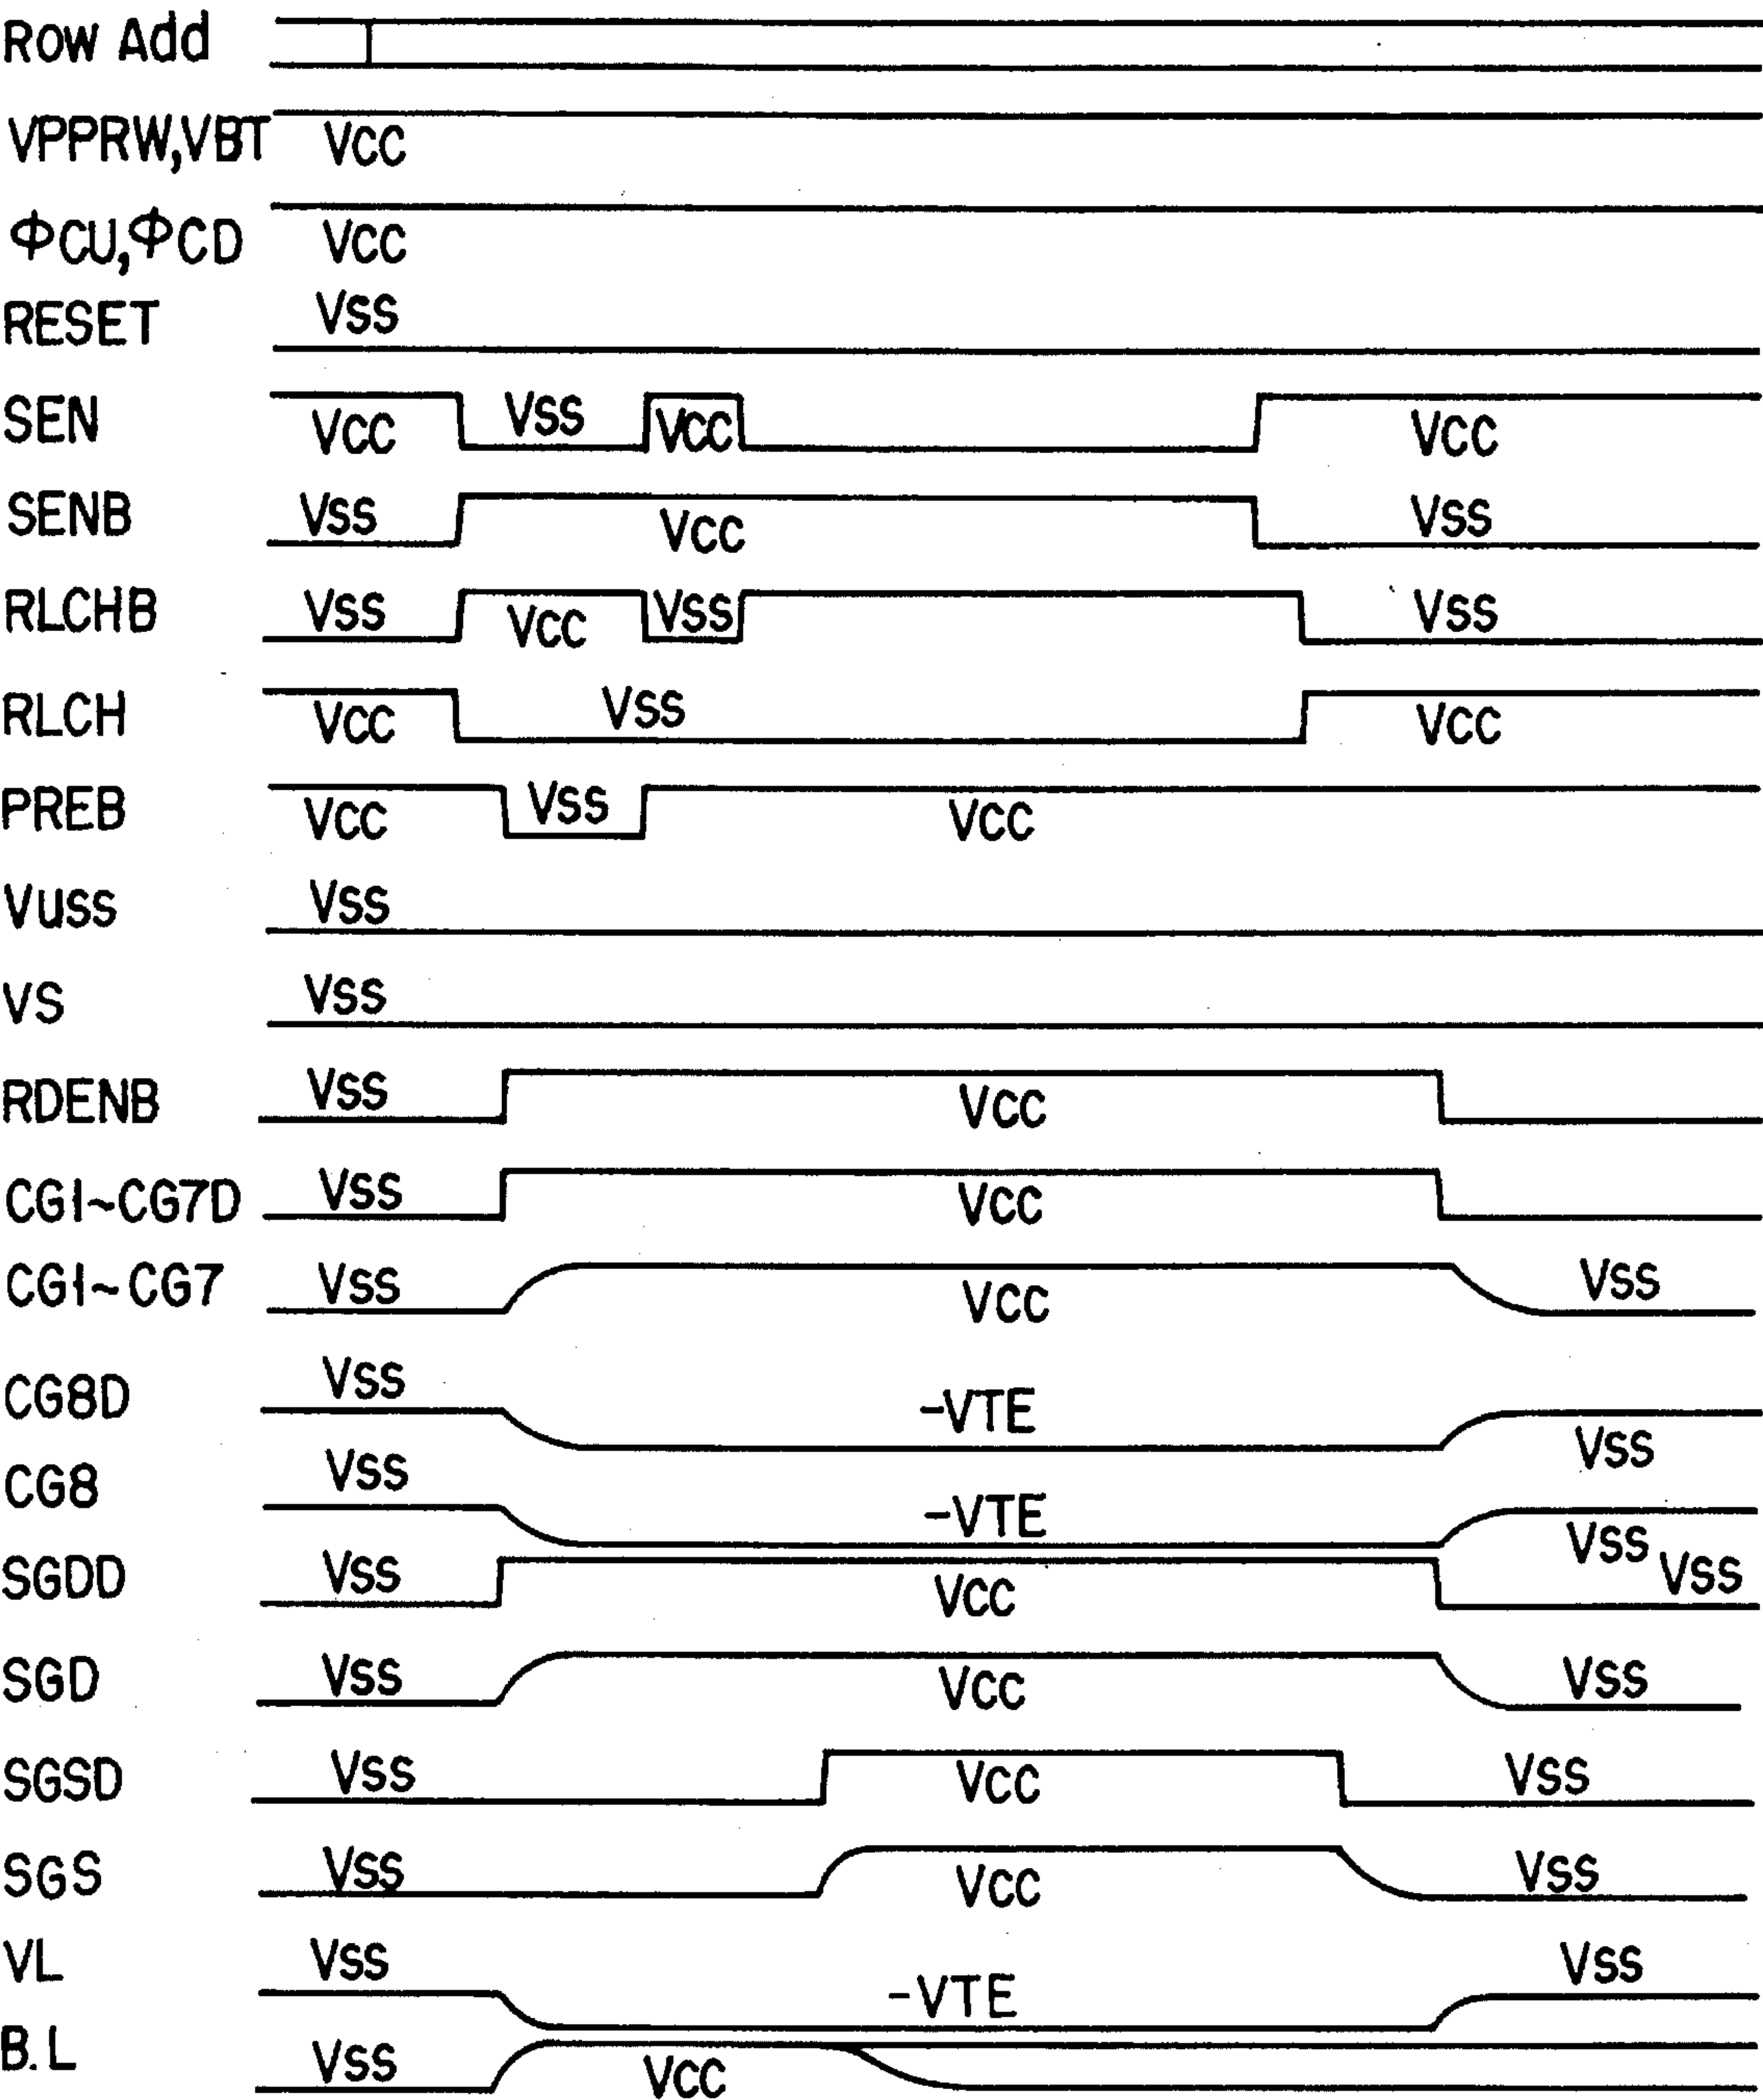 Row Add
VPPRW,VBT VCC
ΦCU,ΦCD VCC
RESET VSS
SEN VCC VSS VCC VCC
SENB VSS VCC VSS
RLCHB VSS VCC VSS VSS
RLCH VCC VSS VCC
PREB VCC VSS VCC
VUSS VSS
VS VSS
RDENB VSS VCC
CG1~CG7D VSS VCC
CG1~CG7 VSS VCC VSS
CG8D VSS -VTE VSS
CG8 VSS -VTE VSS
SGDD VSS VCC VSS
SGD VSS VCC VSS
SGSD VSS VCC VSS
SGS VSS VCC VSS
VL VSS -VTE VSS
B.L VSS VCC